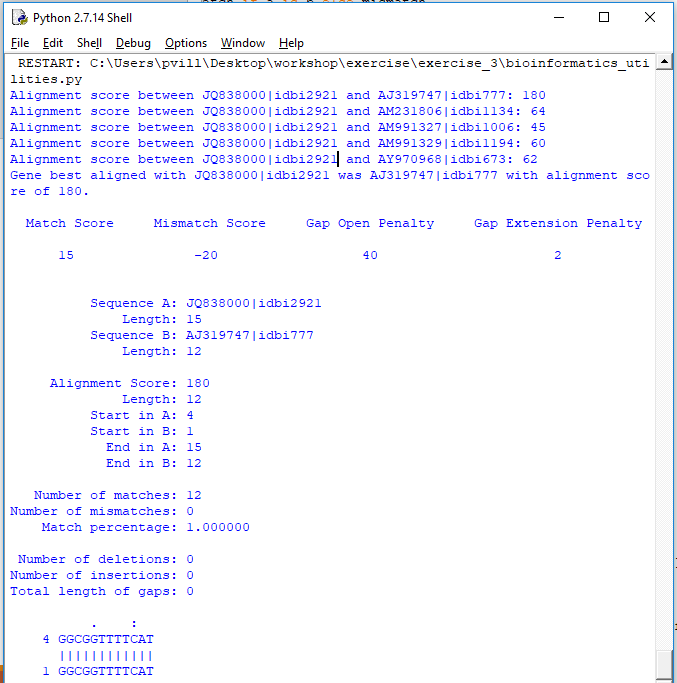 Python 2.7.14 Shell
File Edit Shell Debug Options Window Help
RESTART: C:\Users\pvill\Desktop\workshop\exercise\exercise_3\bioinformatics_uti
lities.py
Alignment score between JQ838000|idbi2921 and AJ319747|idbi777: 180
Alignment score between JQ838000|idbi2921 and AM231806|idbi1134: 64
Alignment score between JQ838000|idbi2921 and AM991327|idbi1006: 45
Alignment score between JQ838000|idbi2921 and AM991329|idbi1194: 60
Alignment score between JQ838000|idbi2921 and AY970968|idbi673: 62
Gene best aligned with JQ838000|idbi2921 was AJ319747|idbi777 with alignment sco
re of 180.
Match Score Mismatch Score Gap Open Penalty Gap Extension Penalty
15 -20 40 2
Sequence A: JQ838000|idbi2921
Length: 15
Sequence B: AJ319747|idbi777
Length: 12
Alignment Score: 180
Length: 12
Start in A: 4
Start in B: 1
End in A: 15
End in B: 12
Number of matches: 12
Number of mismatches: 0
Match percentage: 1.000000
Number of deletions: 0
Number of insertions: 0
Total length of gaps: 0
. :
4 GGCGGTTTTCAT
||||||||||||
1 GGCGGTTTTCAT